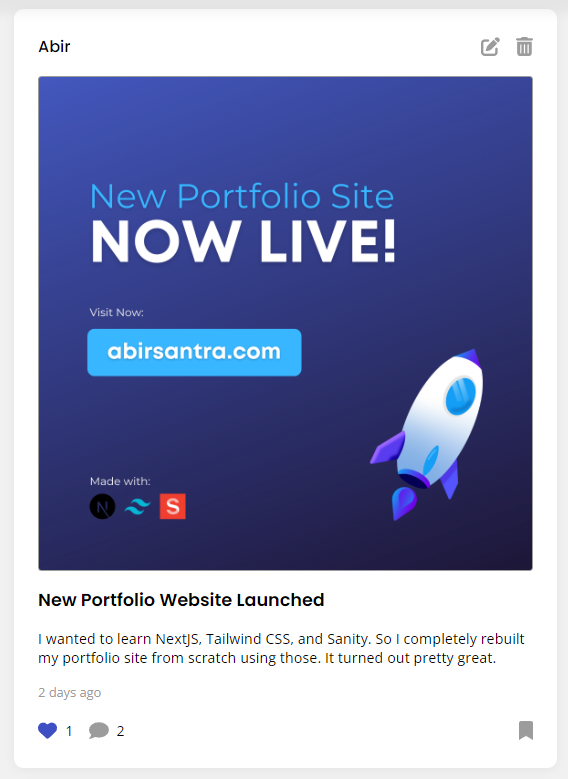 Abir
New Portfolio Site
NOW LIVE!
Visit Now:
abirsantra.com
Made with:
N S
New Portfolio Website Launched
I wanted to learn NextJS, Tailwind CSS, and Sanity. So I completely rebuilt
my portfolio site from scratch using those. It turned out pretty great.
2 days ago
1 2